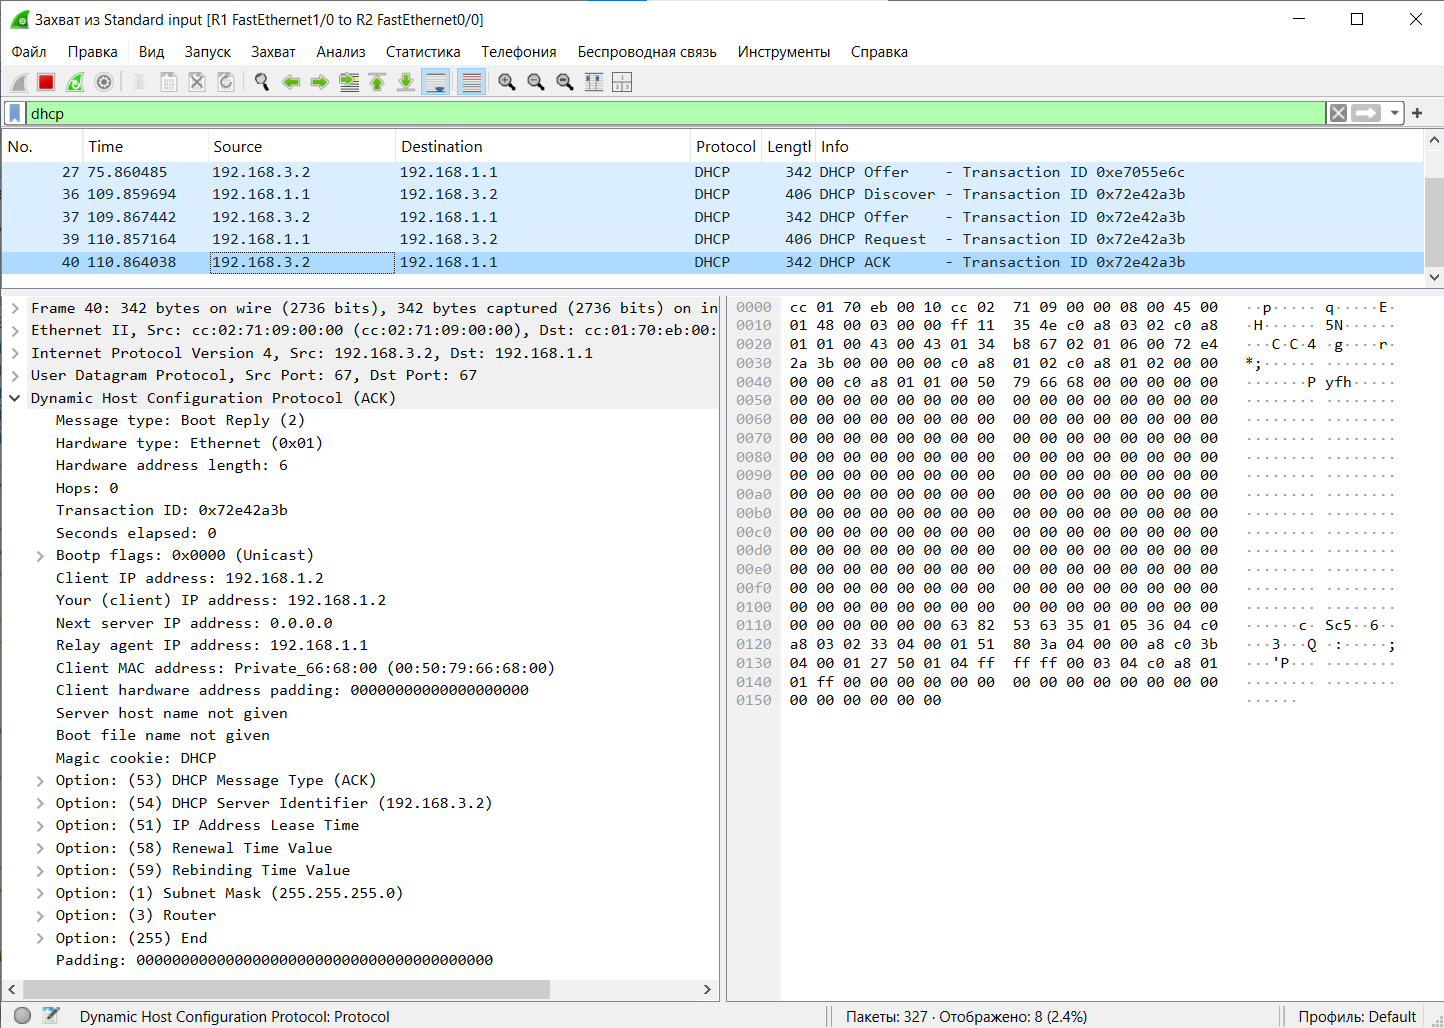 Захват из Standard input [R1 FastEthernet1/0 to R2 FastEthernet0/0]
Файл Правка Вид Запуск Захват Анализ Статистика Телефония Беспроводная связь Инструменты Справка
dhcp
No. Time Source Destination Protocol Lengtl Info
27 75.860485 192.168.3.2 192.168.1.1 DHCP 342 DHCP Offer - Transaction ID 0xe7055e6c
36 109.859694 192.168.1.1 192.168.3.2 DHCP 406 DHCP Discover - Transaction ID 0x72e42a3b
37 109.867442 192.168.3.2 192.168.1.1 DHCP 342 DHCP Offer - Transaction ID 0x72e42a3b
39 110.857164 192.168.1.1 192.168.3.2 DHCP 406 DHCP Request - Transaction ID 0x72e42a3b
40 110.864038 192.168.3.2 192.168.1.1 DHCP 342 DHCP ACK - Transaction ID 0x72e42a3b
Frame 40: 342 bytes on wire (2736 bits), 342 bytes captured (2736 bits) on in
Ethernet II, Src: cc:02:71:09:00:00 (cc:02:71:09:00:00), Dst: cc:01:70:eb:00:
Internet Protocol Version 4, Src: 192.168.3.2, Dst: 192.168.1.1
User Datagram Protocol, Src Port: 67, Dst Port: 67
Dynamic Host Configuration Protocol (ACK)
Message type: Boot Reply (2)
Hardware type: Ethernet (0x01)
Hardware address length: 6
Hops: 0
Transaction ID: 0x72e42a3b
Seconds elapsed: 0
Bootp flags: 0x0000 (Unicast)
Client IP address: 192.168.1.2
Your (client) IP address: 192.168.1.2
Next server IP address: 0.0.0.0
Relay agent IP address: 192.168.1.1
Client MAC address: Private_66:68:00 (00:50:79:66:68:00)
Client hardware address padding: 00000000000000000000
Server host name not given
Boot file name not given
Magic cookie: DHCP
Option: (53) DHCP Message Type (ACK)
Option: (54) DHCP Server Identifier (192.168.3.2)
Option: (51) IP Address Lease Time
Option: (58) Renewal Time Value
Option: (59) Rebinding Time Value
Option: (1) Subnet Mask (255.255.255.0)
Option: (3) Router
Option: (255) End
Padding: 0000000000000000000000000000000000000000
0000 cc 01 70 eb 00 10 cc 02 71 09 00 00 08 00 45 00 ··p·····q·····E·
0010 01 48 00 03 00 00 ff 11 35 4e c0 a8 03 02 c0 a8 ·H······5N······
0020 01 01 00 43 00 43 01 34 b8 67 02 01 06 00 72 e4 ···C·C·4·g····r·
0030 2a 3b 00 00 00 00 c0 a8 01 02 c0 a8 01 02 00 00 *;··············
0040 00 00 c0 a8 01 01 00 50 79 66 68 00 00 00 00 00 ·······Pyfh·····
0050 00 00 00 00 00 00 00 00 00 00 00 00 00 00 00 00 ················
0060 00 00 00 00 00 00 00 00 00 00 00 00 00 00 00 00 ················
0070 00 00 00 00 00 00 00 00 00 00 00 00 00 00 00 00 ················
0080 00 00 00 00 00 00 00 00 00 00 00 00 00 00 00 00 ················
0090 00 00 00 00 00 00 00 00 00 00 00 00 00 00 00 00 ················
00a0 00 00 00 00 00 00 00 00 00 00 00 00 00 00 00 00 ················
00b0 00 00 00 00 00 00 00 00 00 00 00 00 00 00 00 00 ················
00c0 00 00 00 00 00 00 00 00 00 00 00 00 00 00 00 00 ················
00d0 00 00 00 00 00 00 00 00 00 00 00 00 00 00 00 00 ················
00e0 00 00 00 00 00 00 00 00 00 00 00 00 00 00 00 00 ················
00f0 00 00 00 00 00 00 00 00 00 00 00 00 00 00 00 00 ················
0100 00 00 00 00 00 00 00 00 00 00 00 00 00 00 00 00 ················
0110 00 00 00 00 00 00 63 82 53 63 35 01 05 36 04 c0 ······c·Sc5··6··
0120 a8 03 02 33 04 00 01 51 80 3a 04 00 00 a8 c0 3b ···3···Q·:·····;
0130 04 00 01 27 50 01 04 ff ff ff 00 03 04 c0 a8 01 ···'P···········
0140 01 ff 00 00 00 00 00 00 00 00 00 00 00 00 00 00 ················
0150 00 00 00 00 00 00 ······
Dynamic Host Configuration Protocol: Protocol Пакеты: 327 · Отображено: 8 (2.4%) Профиль: Default